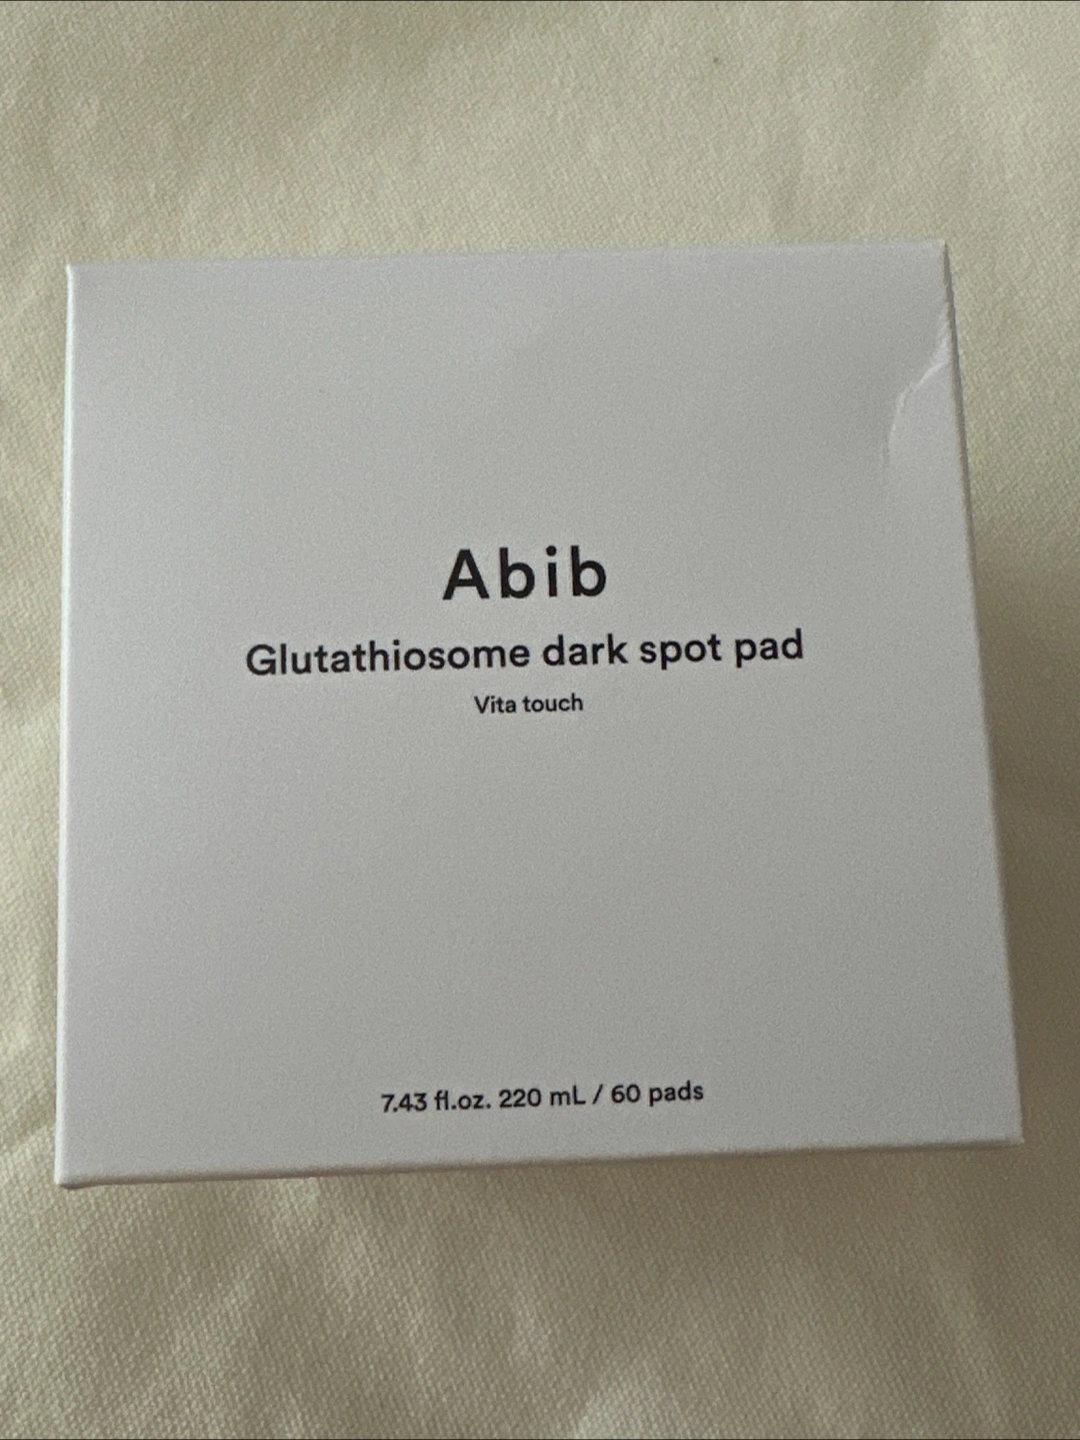 Abib
Glutathiosome dark spot pad
Vita touch
7.43 fl.oz. 220 mL / 60 pads